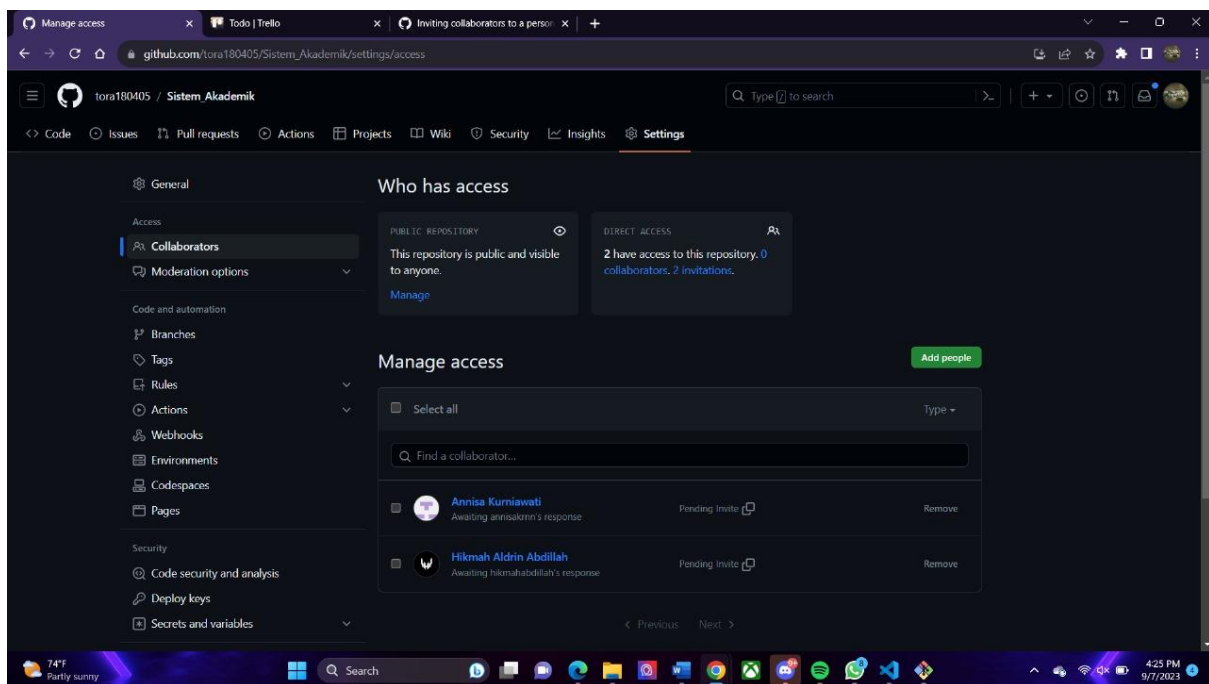 Manage access
Todo | Trello
Inviting collaborators to a person
github.com/tora180405/Sistem_Akademik/settings/access
tora180405 / Sistem_Akademik
Type / to search
Code Issues Pull requests Actions Projects Wiki Security Insights Settings
General
Access
Collaborators
Moderation options
Code and automation
Branches
Tags
Rules
Actions
Webhooks
Environments
Codespaces
Pages
Security
Code security and analysis
Deploy keys
Secrets and variables
Who has access
PUBLIC REPOSITORY
This repository is public and visible
to anyone.
Manage
DIRECT ACCESS
2 have access to this repository. 0
collaborators. 2 invitations.
Manage access
Add people
Select all
Type
Find a collaborator...
Annisa Kurniawati
Awaiting annisakrnn's response
Pending Invite
Remove
Hikmah Aldrin Abdillah
Awaiting hikmahabdillah's response
Pending Invite
Remove
Previous Next
74°F
Partly sunny
Search
4:25 PM
9/7/2023